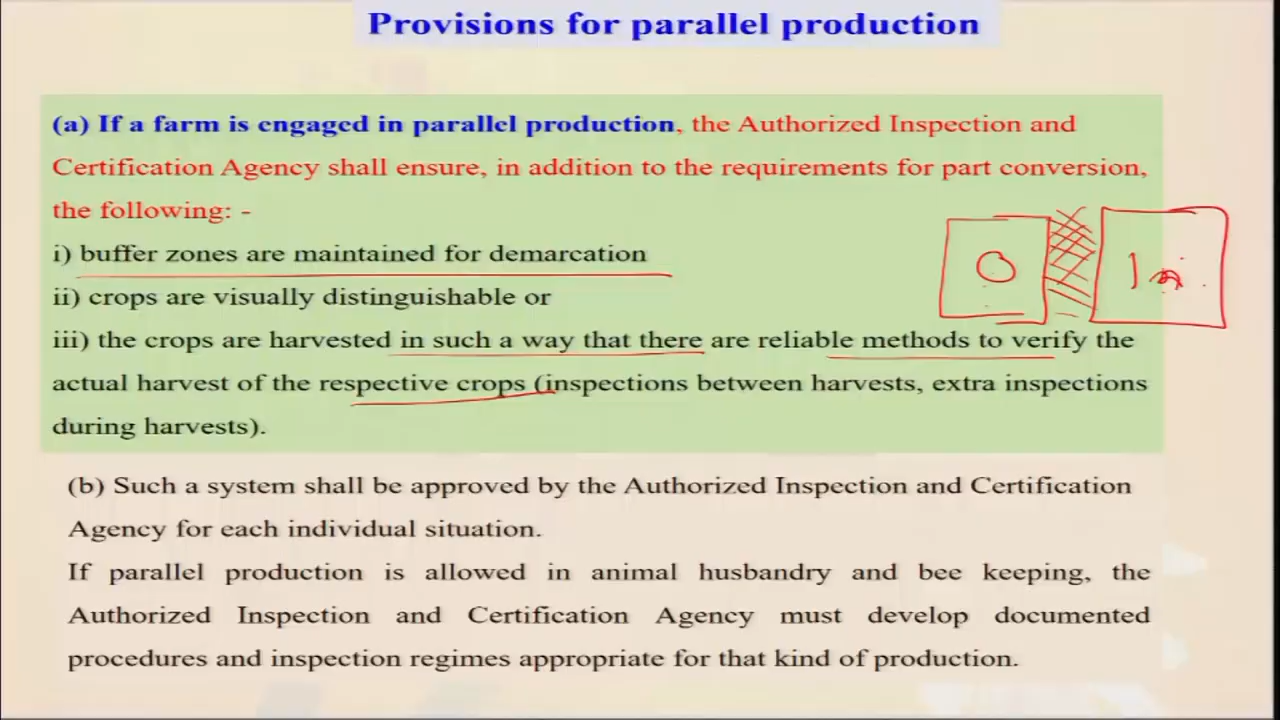 Provisions for parallel production
(a) If a farm is engaged in parallel production, the Authorized Inspection and
Certification Agency shall ensure, in addition to the requirements for part conversion,
the following: -
i) buffer zones are maintained for demarcation
ii) crops are visually distinguishable or
iii) the crops are harvested in such a way that there are reliable methods to verify the
actual harvest of the respective crops (inspections between harvests, extra inspections
during harvests).
O
(b) Such a system shall be approved by the Authorized Inspection and Certification
Agency for each individual situation.
If parallel production is allowed in animal husbandry and bee keeping, the
Authorized Inspection and Certification Agency must develop documented
procedures and inspection regimes appropriate for that kind of production.